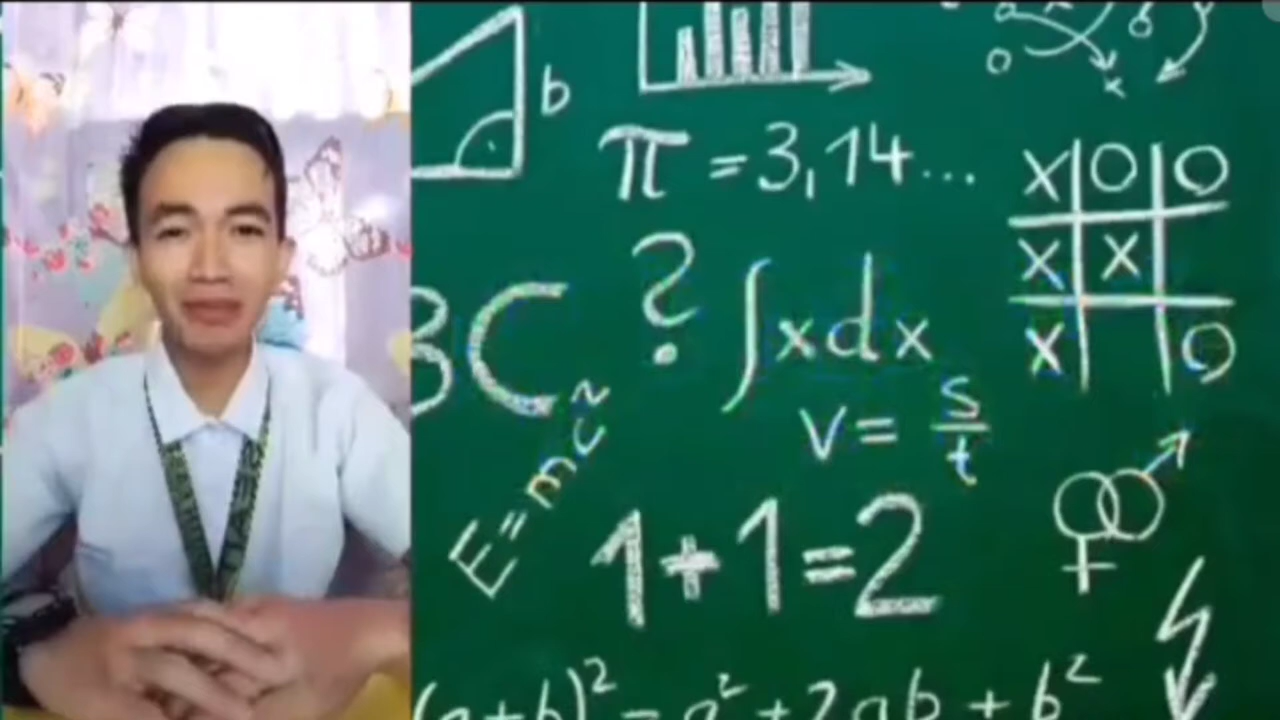 b
π = 3,14...
X O O
? ∫xdx
X X
BC
X O
v = s/t
E=mc²
1+1=2
(a+b)² = a² + 2ab + b²